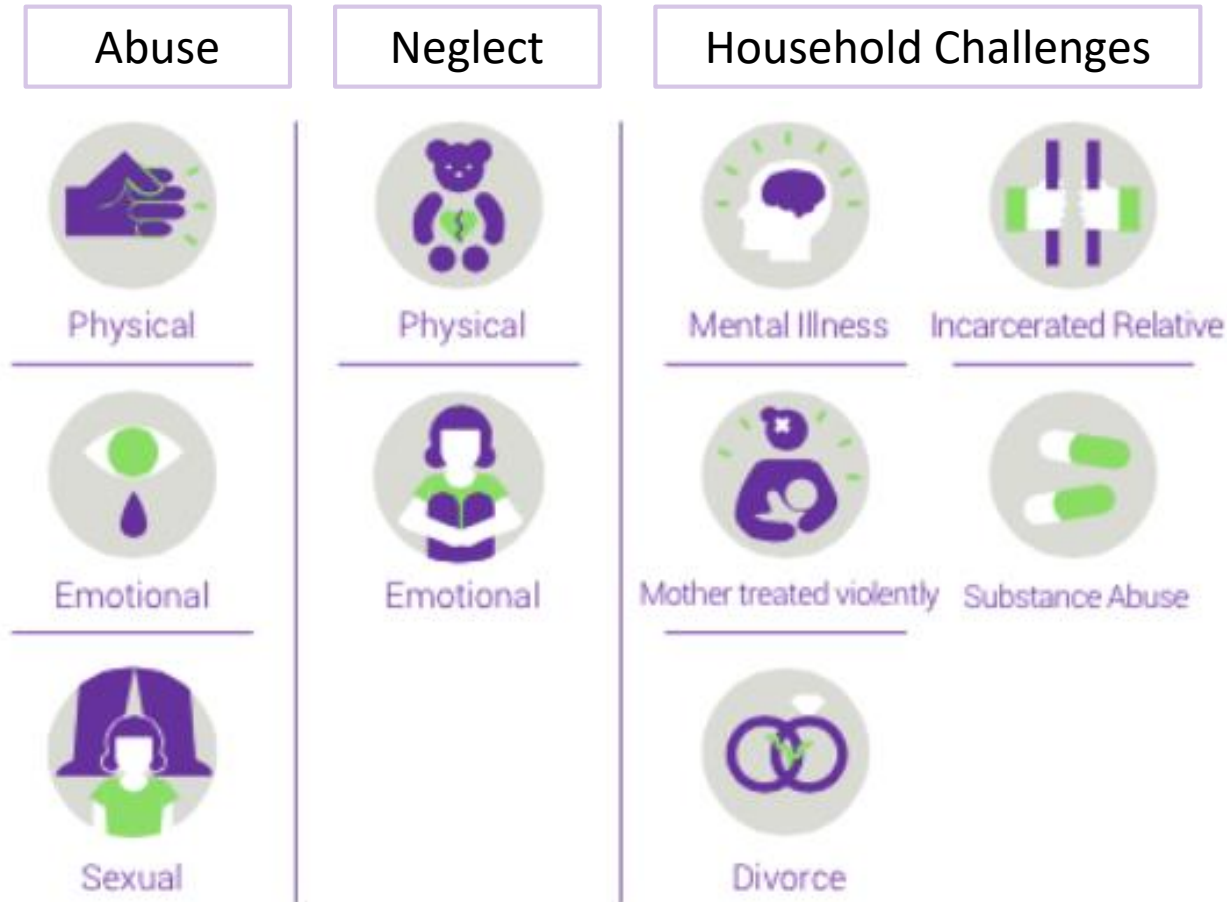 Abuse
Neglect
Household Challenges
Physical
Physical
Mental Illness
Incarcerated Relative
Emotional
Emotional
Mother treated violently
Substance Abuse
Sexual
Divorce